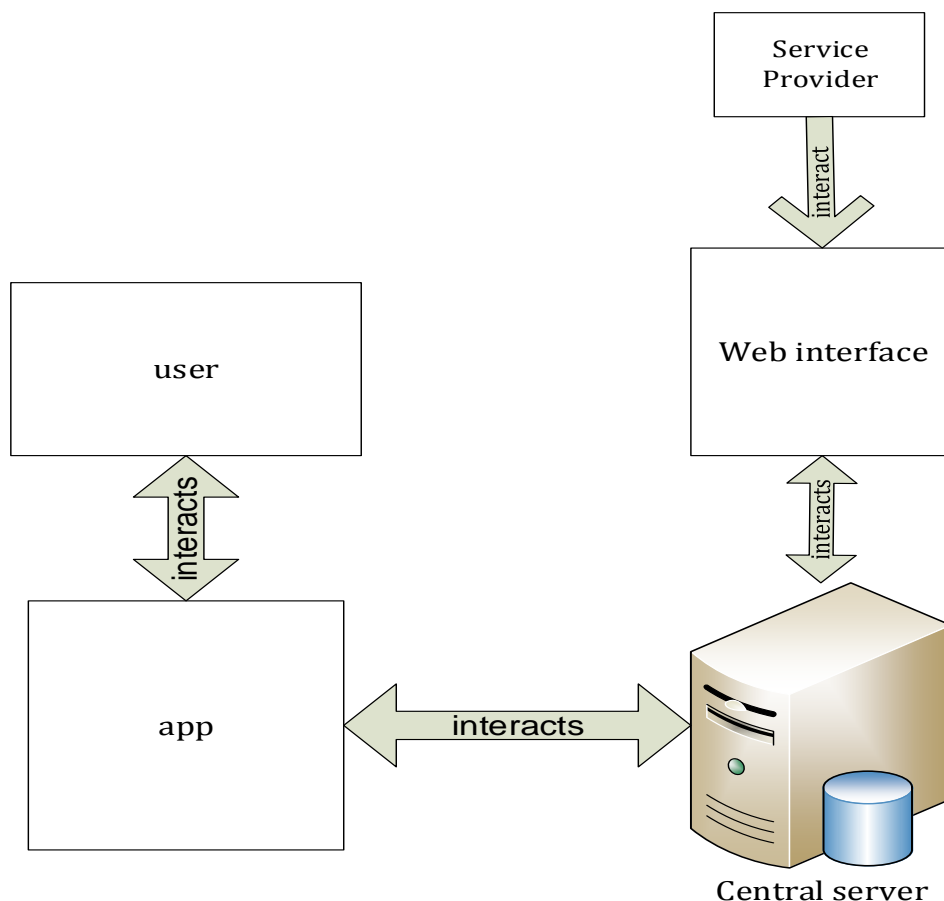 Service
Provider
interact
Web interface
user
interacts
interacts
app
interacts
Central server